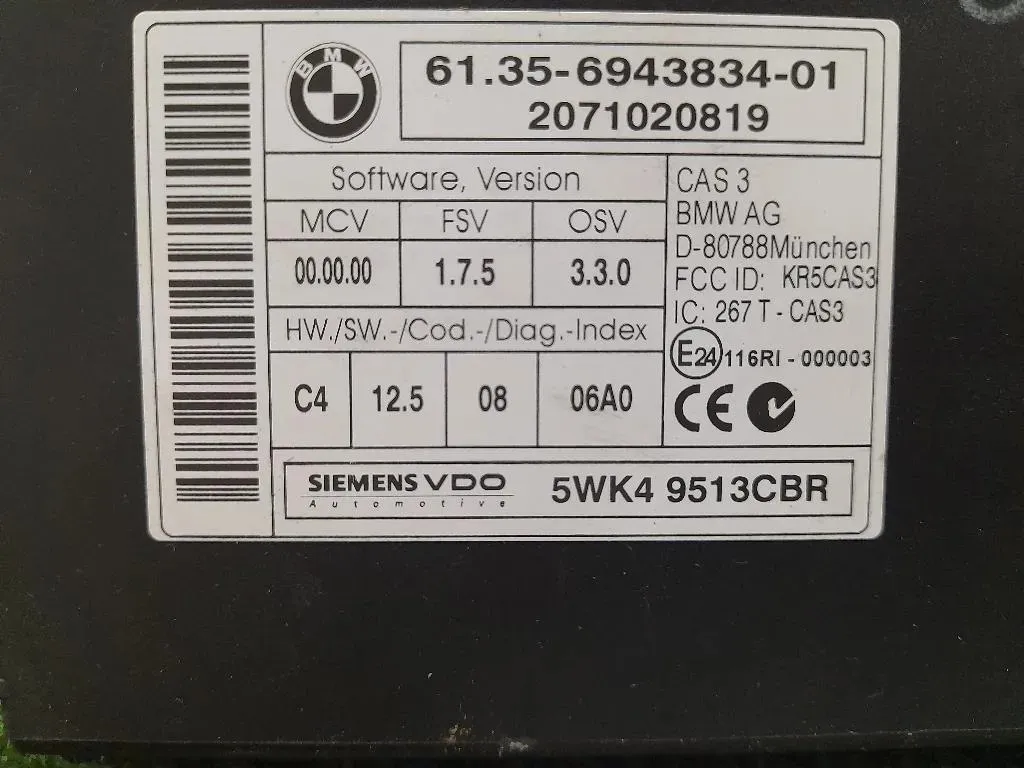 BMW
61.35-6943834-01
2071020819
Software, Version
MCV FSV OSV
00.00.00 1.7.5 3.3.0
HW./SW.-/Cod.-/Diag.-Index
C4 12.5 08 06A0
CAS 3
BMW AG
D-80788München
FCC ID: KR5CAS3
IC: 267 T - CAS3
E24 116RI - 000003
CE
SIEMENS VDO
Automotive
5WK4 9513CBR